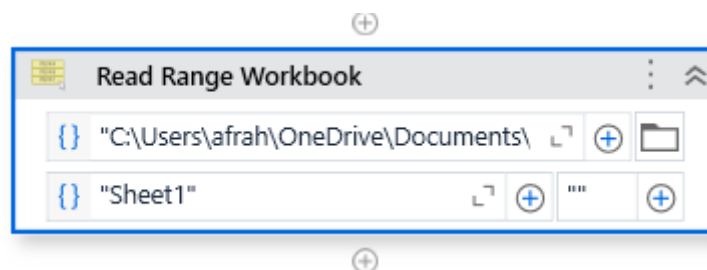 Read Range Workbook
{} "C:\Users\afrah\OneDrive\Documents\
{} "Sheet1" ""